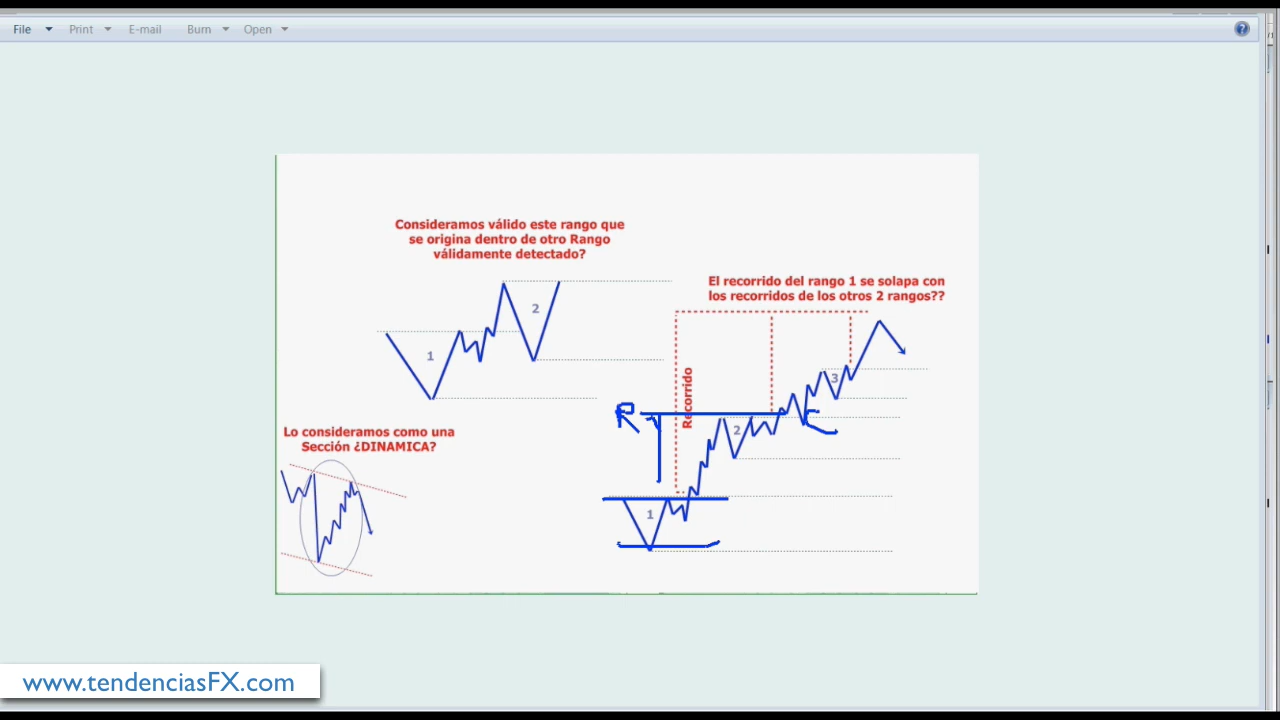 File Print E-mail Burn Open
Consideramos válido este rango que
se origina dentro de otro Rango
válidamente detectado?
1
2
El recorrido del rango 1 se solapa con
los recorridos de los otros 2 rangos??
Recorrido
3
R
2
1
Lo consideramos como una
Sección ¿DINAMICA?
www.tendenciasFX.com